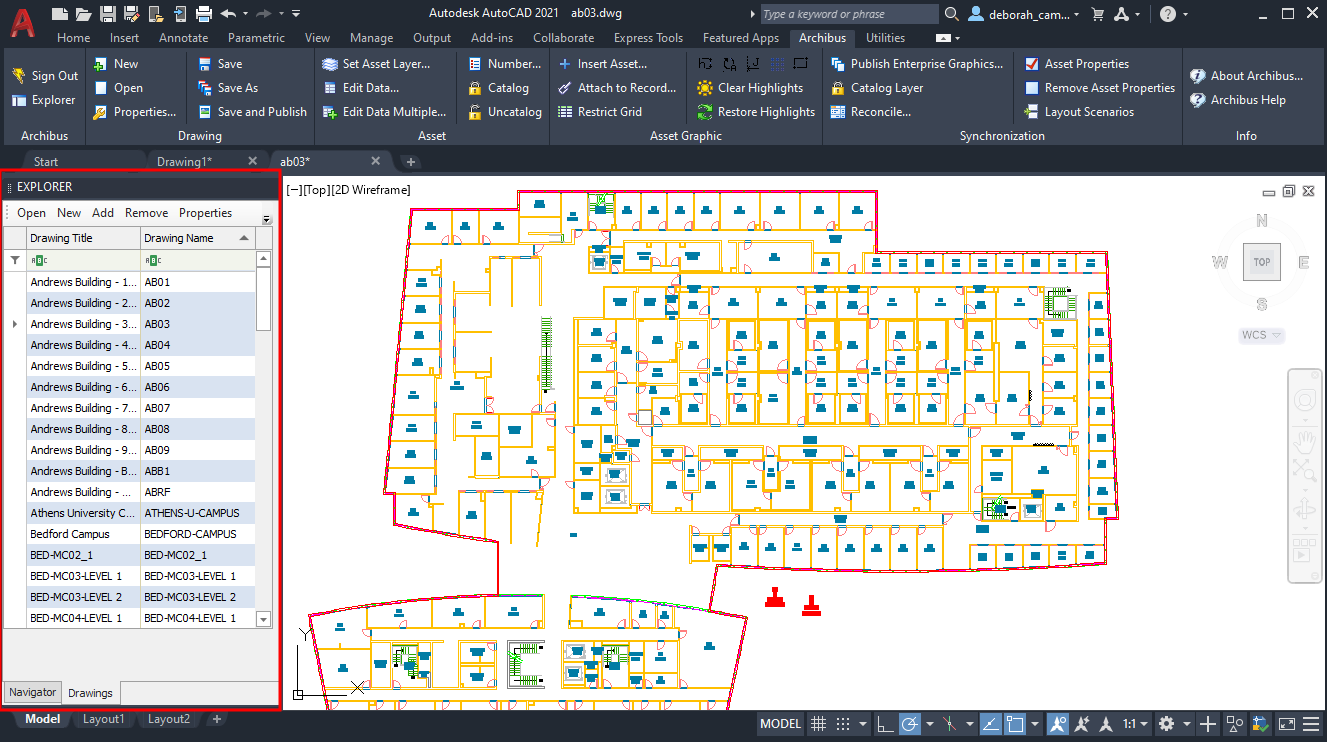 Autodesk AutoCAD 2021 ab03.dwg
Type a keyword or phrase
deborah_cam...
Home Insert Annotate Parametric View Manage Output Add-ins Collaborate Express Tools Featured Apps Archibus Utilities
Sign Out
Explorer
Archibus
New
Open
Properties...
Save
Save As
Save and Publish
Drawing
Set Asset Layer...
Edit Data...
Edit Data Multiple...
Number...
Catalog
Uncatalog
Asset
Insert Asset...
Attach to Record...
Restrict Grid
Clear Highlights
Restore Highlights
Asset Graphic
Publish Enterprise Graphics...
Catalog Layer
Reconcile...
Asset Properties
Remove Asset Properties
Layout Scenarios
Synchronization
About Archibus...
Archibus Help
Info
Start Drawing1* ab03*
EXPLORER
Open New Add Remove Properties
Drawing Title Drawing Name
Andrews Building - 1... AB01
Andrews Building - 2... AB02
Andrews Building - 3... AB03
Andrews Building - 4... AB04
Andrews Building - 5... AB05
Andrews Building - 6... AB06
Andrews Building - 7... AB07
Andrews Building - 8... AB08
Andrews Building - 9... AB09
Andrews Building - B... ABB1
Andrews Building - ... ABRF
Athens University C... ATHENS-U-CAMPUS
Bedford Campus BEDFORD-CAMPUS
BED-MC02_1 BED-MC02_1
BED-MC03-LEVEL 1 BED-MC03-LEVEL 1
BED-MC03-LEVEL 2 BED-MC03-LEVEL 2
BED-MC04-LEVEL 1 BED-MC04-LEVEL 1
Navigator Drawings
[−][Top][2D Wireframe]
N
W TOP E
S
WCS
Y
X
Model Layout1 Layout2 +
MODEL 1:1